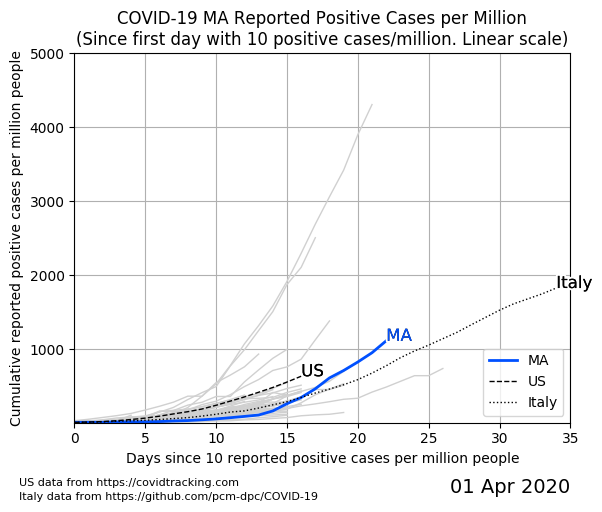 COVID-19 MA Reported Positive Cases per Million
(Since first day with 10 positive cases/million. Linear scale)
Cumulative reported positive cases per million people
5000
4000
3000
2000
1000
Italy
MA
US
MA
US
Italy
0
5
10
15
20
25
30
35
Days since 10 reported positive cases per million people
US data from https://covidtracking.com
Italy data from https://github.com/pcm-dpc/COVID-19
01 Apr 2020